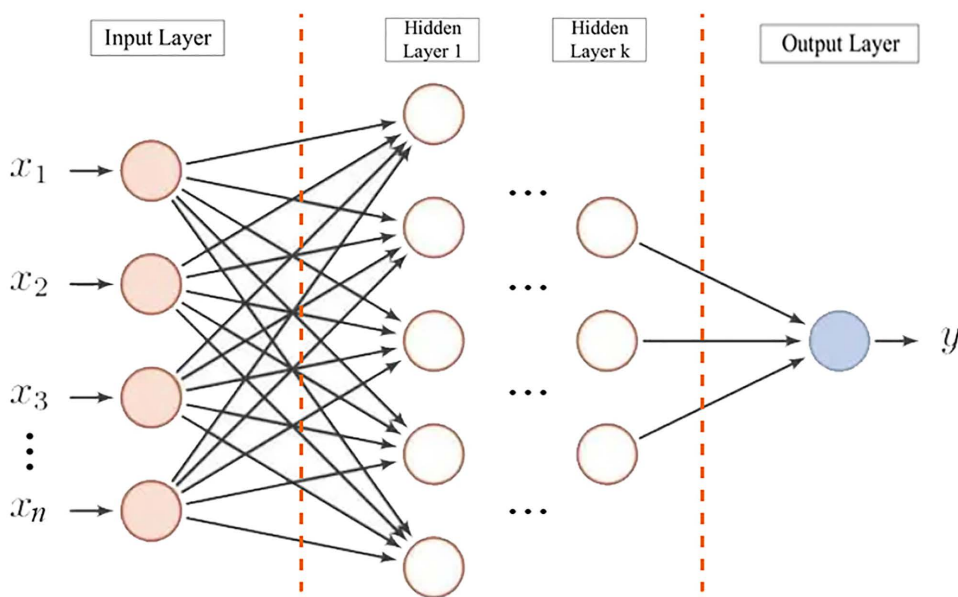 Input Layer
Hidden
Layer 1
Hidden
Layer k
Output Layer
x1
x2
x3
⋮
xn
...
...
...
...
y